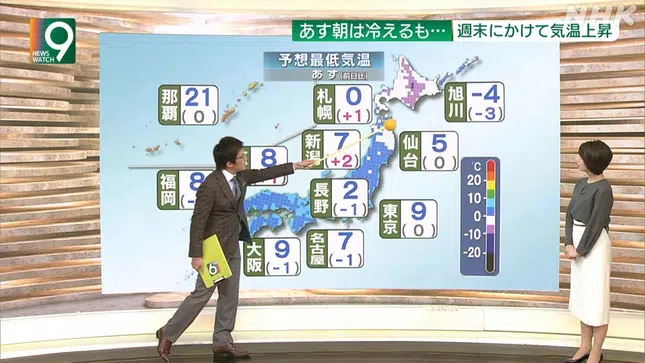 9
NEWS
WATCH
あす朝は冷えるも…
週末にかけて気温上昇
NHK
予想最低気温
あす(前日比)
那覇 21 (0)
札幌 0 (+1)
旭川 -4 (-3)
新潟 7 (+2)
仙台 5 (0)
8
福岡 8
長野 2 (-1)
東京 9 (0)
大阪 9 (-1)
名古屋 7 (-1)
℃
20
10
0
-10
-20
6